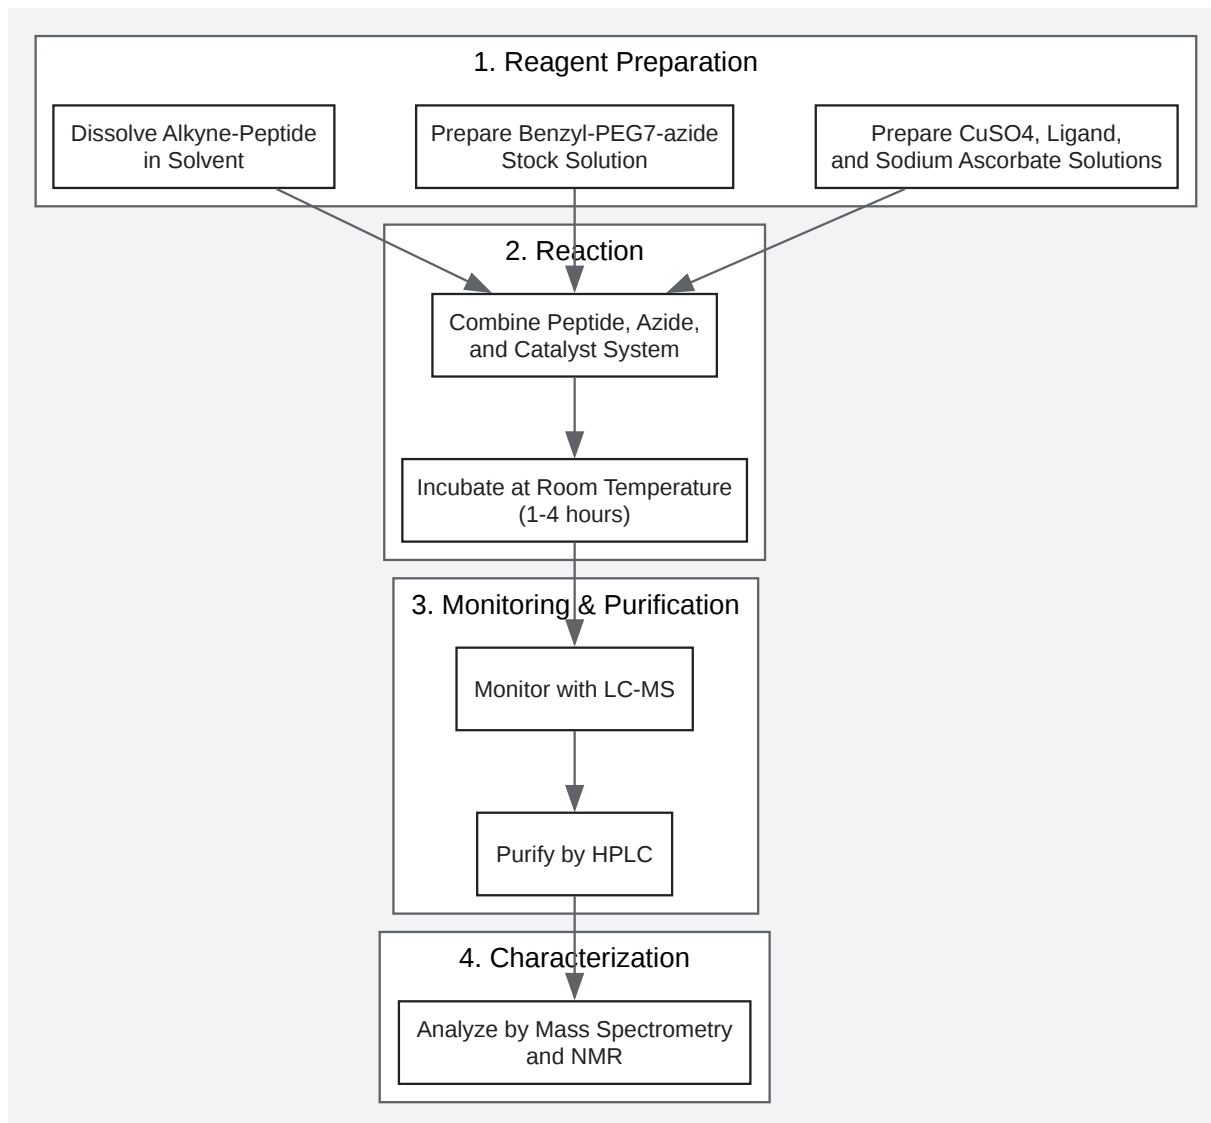 1. Reagent Preparation
Dissolve Alkyne-Peptide
in Solvent
Prepare Benzyl-PEG7-azide
Stock Solution
Prepare CuSO4, Ligand,
and Sodium Ascorbate Solutions
2. Reaction
Combine Peptide, Azide,
and Catalyst System
Incubate at Room Temperature
(1-4 hours)
3. Monitoring & Purification
Monitor with LC-MS
Purify by HPLC
4. Characterization
Analyze by Mass Spectrometry
and NMR